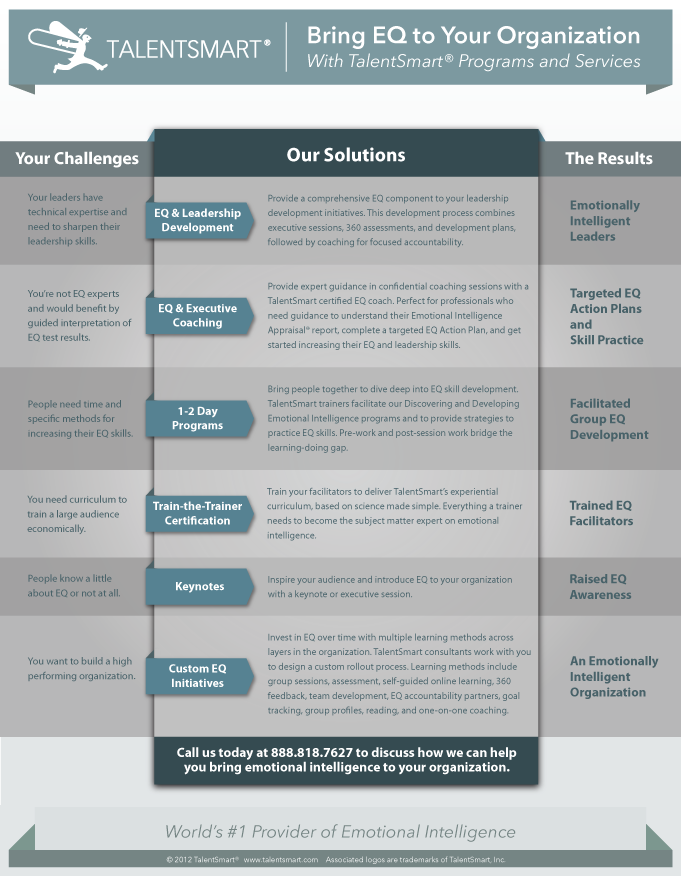 TALENTSMART®
Bring EQ to Your Organization
With TalentSmart® Programs and Services
Your Challenges
Our Solutions
The Results
Your leaders have
technical expertise and
need to sharpen their
leadership skills.
EQ & Leadership
Development
Provide a comprehensive EQ component to your leadership
development initiatives. This development process combines
executive sessions, 360 assessments, and development plans,
followed by coaching for focused accountability.
Emotionally
Intelligent
Leaders
You're not EQ experts
and would benefit by
guided interpretation of
EQ test results.
EQ & Executive
Coaching
Provide expert guidance in confidential coaching sessions with a
TalentSmart certified EQ coach. Perfect for professionals who
need guidance to understand their Emotional Intelligence
Appraisal® report, complete a targeted EQ Action Plan, and get
started increasing their EQ and leadership skills.
Targeted EQ
Action Plans
and
Skill Practice
People need time and
specific methods for
increasing their EQ skills.
1-2 Day
Programs
Bring people together to dive deep into EQ skill development.
TalentSmart trainers facilitate our Discovering and Developing
Emotional Intelligence programs and to provide strategies to
practice EQ skills. Pre-work and post-session work bridge the
learning-doing gap.
Facilitated
Group EQ
Development
You need curriculum to
train a large audience
economically.
Train-the-Trainer
Certification
Train your facilitators to deliver TalentSmart's experiential
curriculum, based on science made simple. Everything a trainer
needs to become the subject matter expert on emotional
intelligence.
Trained EQ
Facilitators
People know a little
about EQ or not at all.
Keynotes
Inspire your audience and introduce EQ to your organization
with a keynote or executive session.
Raised EQ
Awareness
You want to build a high
performing organization.
Custom EQ
Initiatives
Invest in EQ over time with multiple learning methods across
layers in the organization. TalentSmart consultants work with you
to design a custom rollout process. Learning methods include
group sessions, assessment, self-guided online learning, 360
feedback, team development, EQ accountability partners, goal
tracking, group profiles, reading, and one-on-one coaching.
An Emotionally
Intelligent
Organization
Call us today at 888.818.7627 to discuss how we can help
you bring emotional intelligence to your organization.
World's #1 Provider of Emotional Intelligence
© 2012 TalentSmart® www.talentsmart.com Associated logos are trademarks of TalentSmart, Inc.